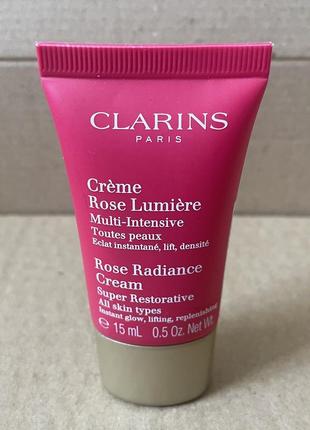 CLARINS
PARIS
Crème
Rose Lumière
Multi-Intensive
Toutes peaux
Eclat instantané, lift, densité
Rose Radiance
Cream
Super Restorative
All skin types
Instant glow, lifting, replenishing
℮ 15 mL 0.5 Oz. Net Wt.